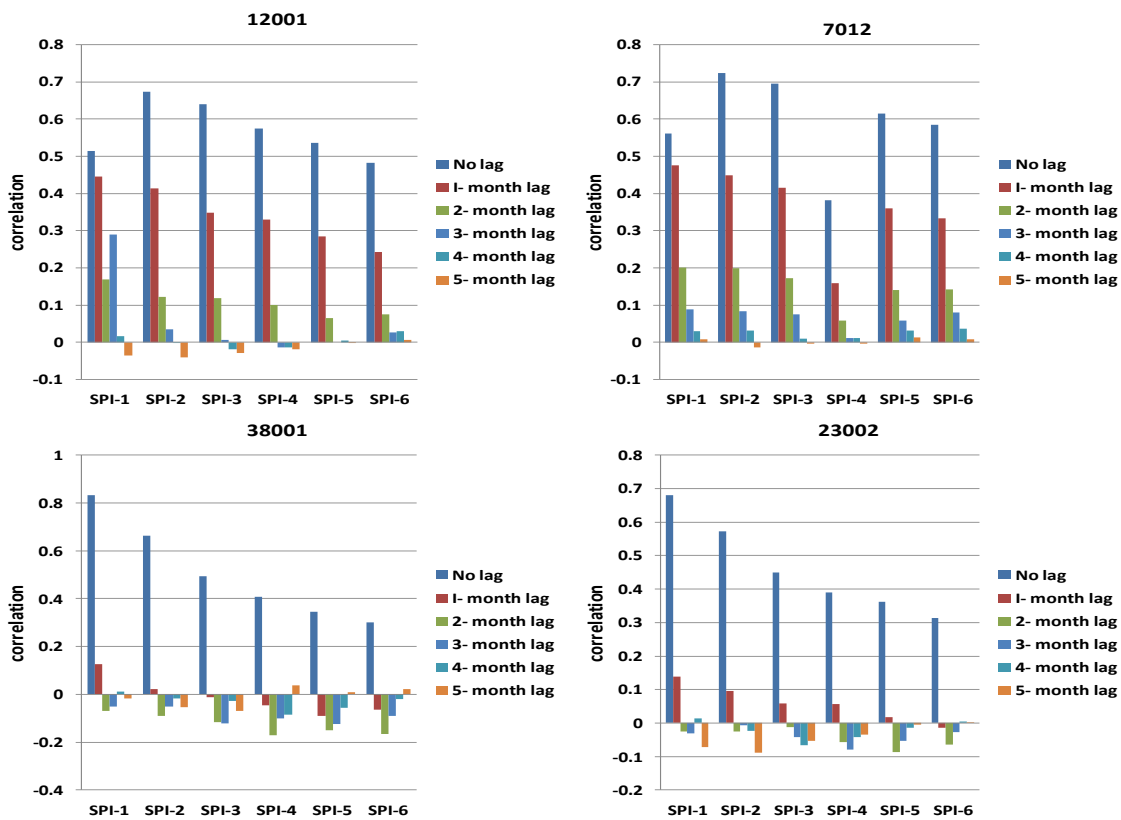 12001
0.8
0.7
0.6
0.5
0.4
0.3
0.2
0.1
0
-0.1
correlation
SPI-1 SPI-2 SPI-3 SPI-4 SPI-5 SPI-6
No lag
I- month lag
2- month lag
3- month lag
4- month lag
5- month lag
7012
0.8
0.7
0.6
0.5
0.4
0.3
0.2
0.1
0
-0.1
correlation
SPI-1 SPI-2 SPI-3 SPI-4 SPI-5 SPI-6
No lag
I- month lag
2- month lag
3- month lag
4- month lag
5- month lag
38001
1
0.8
0.6
0.4
0.2
0
-0.2
-0.4
correlation
SPI-1 SPI-2 SPI-3 SPI-4 SPI-5 SPI-6
No lag
I- month lag
2- month lag
3- month lag
4- month lag
5- month lag
23002
0.8
0.7
0.6
0.5
0.4
0.3
0.2
0.1
0
-0.1
-0.2
correlation
SPI-1 SPI-2 SPI-3 SPI-4 SPI-5 SPI-6
No lag
I- month lag
2- month lag
3- month lag
4- month lag
5- month lag